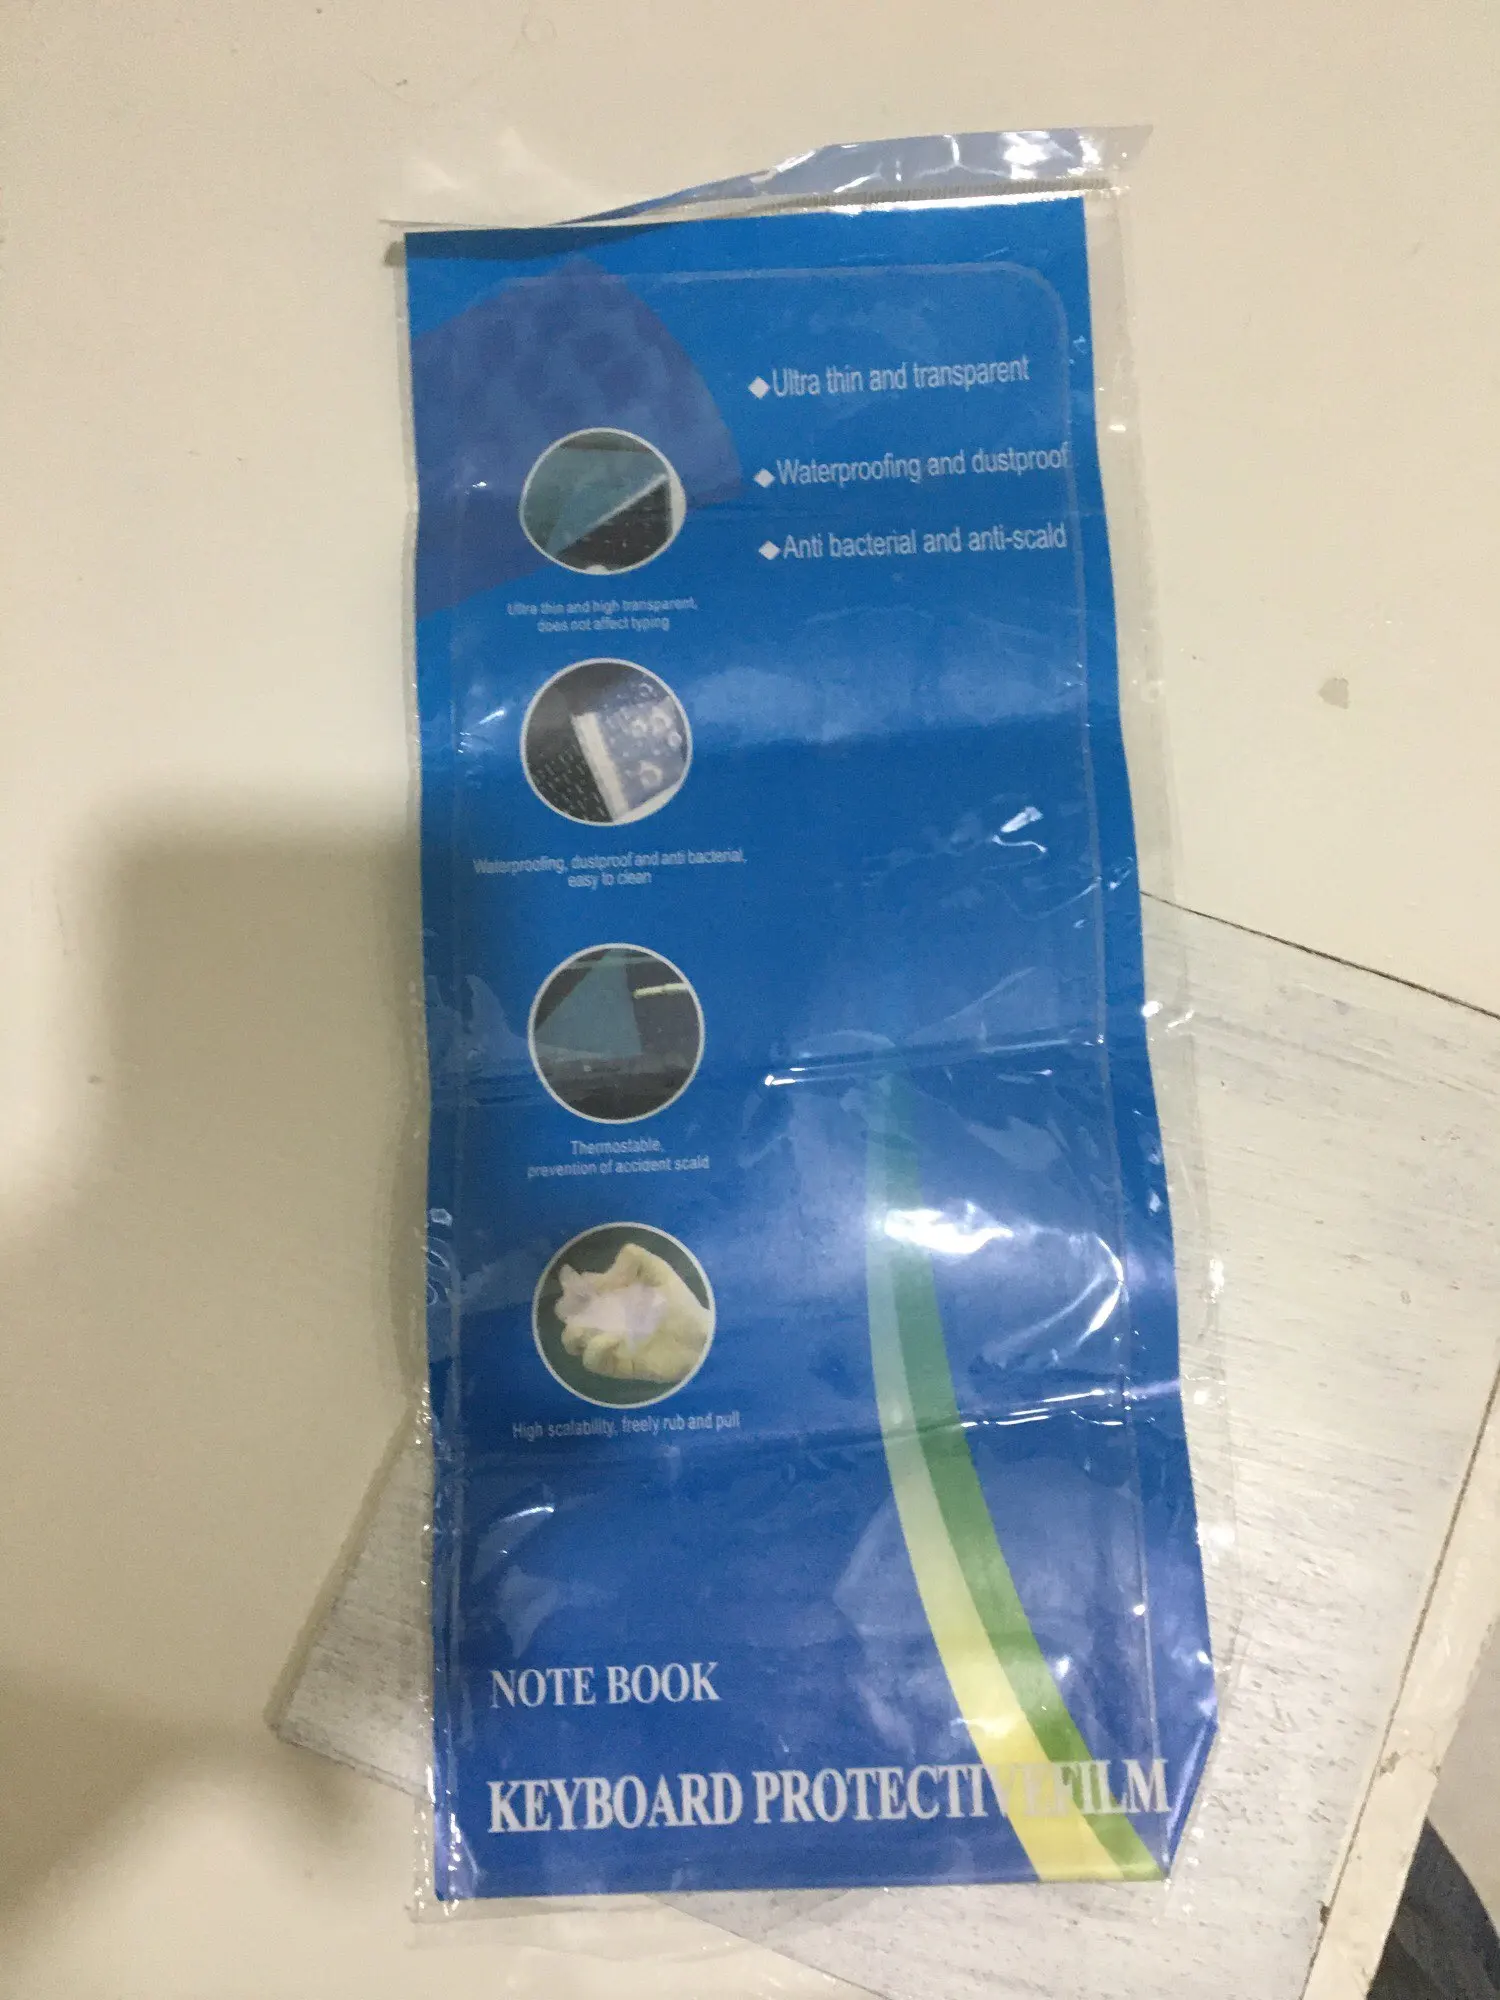 ◆Ultra thin and transparent
◆Waterproofing and dustproof
◆Anti bacterial and anti-scald
Ultra thin and high transparent,
does not affect typing
Waterproofing, dustproof and anti bacterial,
easy to clean
Thermostable,
prevention of accident scald
High scalability, freely rub and pull
NOTE BOOK
KEYBOARD PROTECTIVE FILM